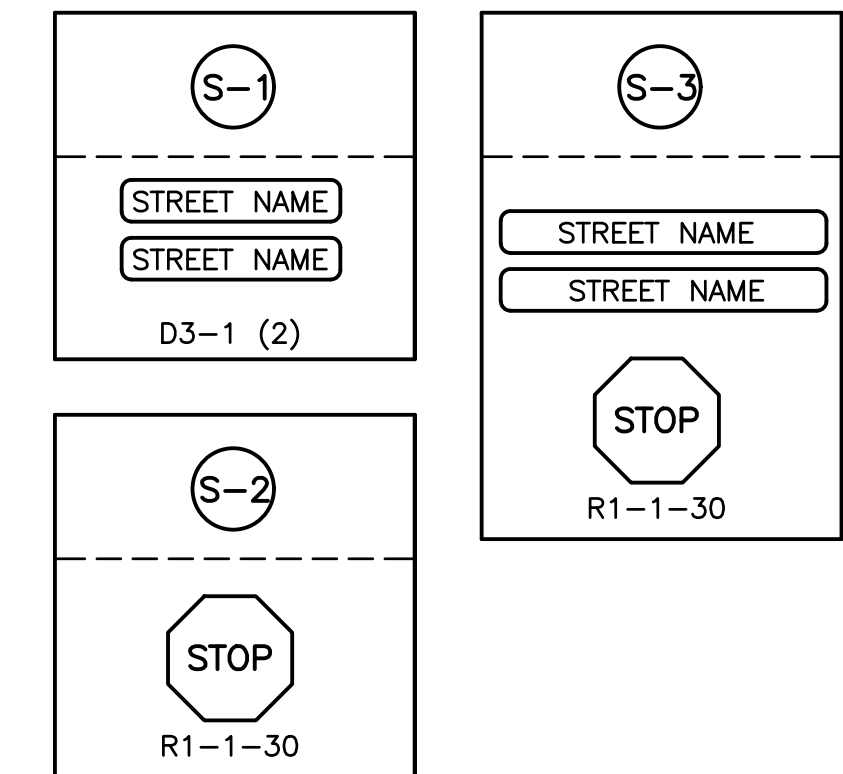 S-1
STREET NAME
STREET NAME
D3-1 (2)
S-2
STOP
R1-1-30
S-3
STREET NAME
STREET NAME
STOP
R1-1-30